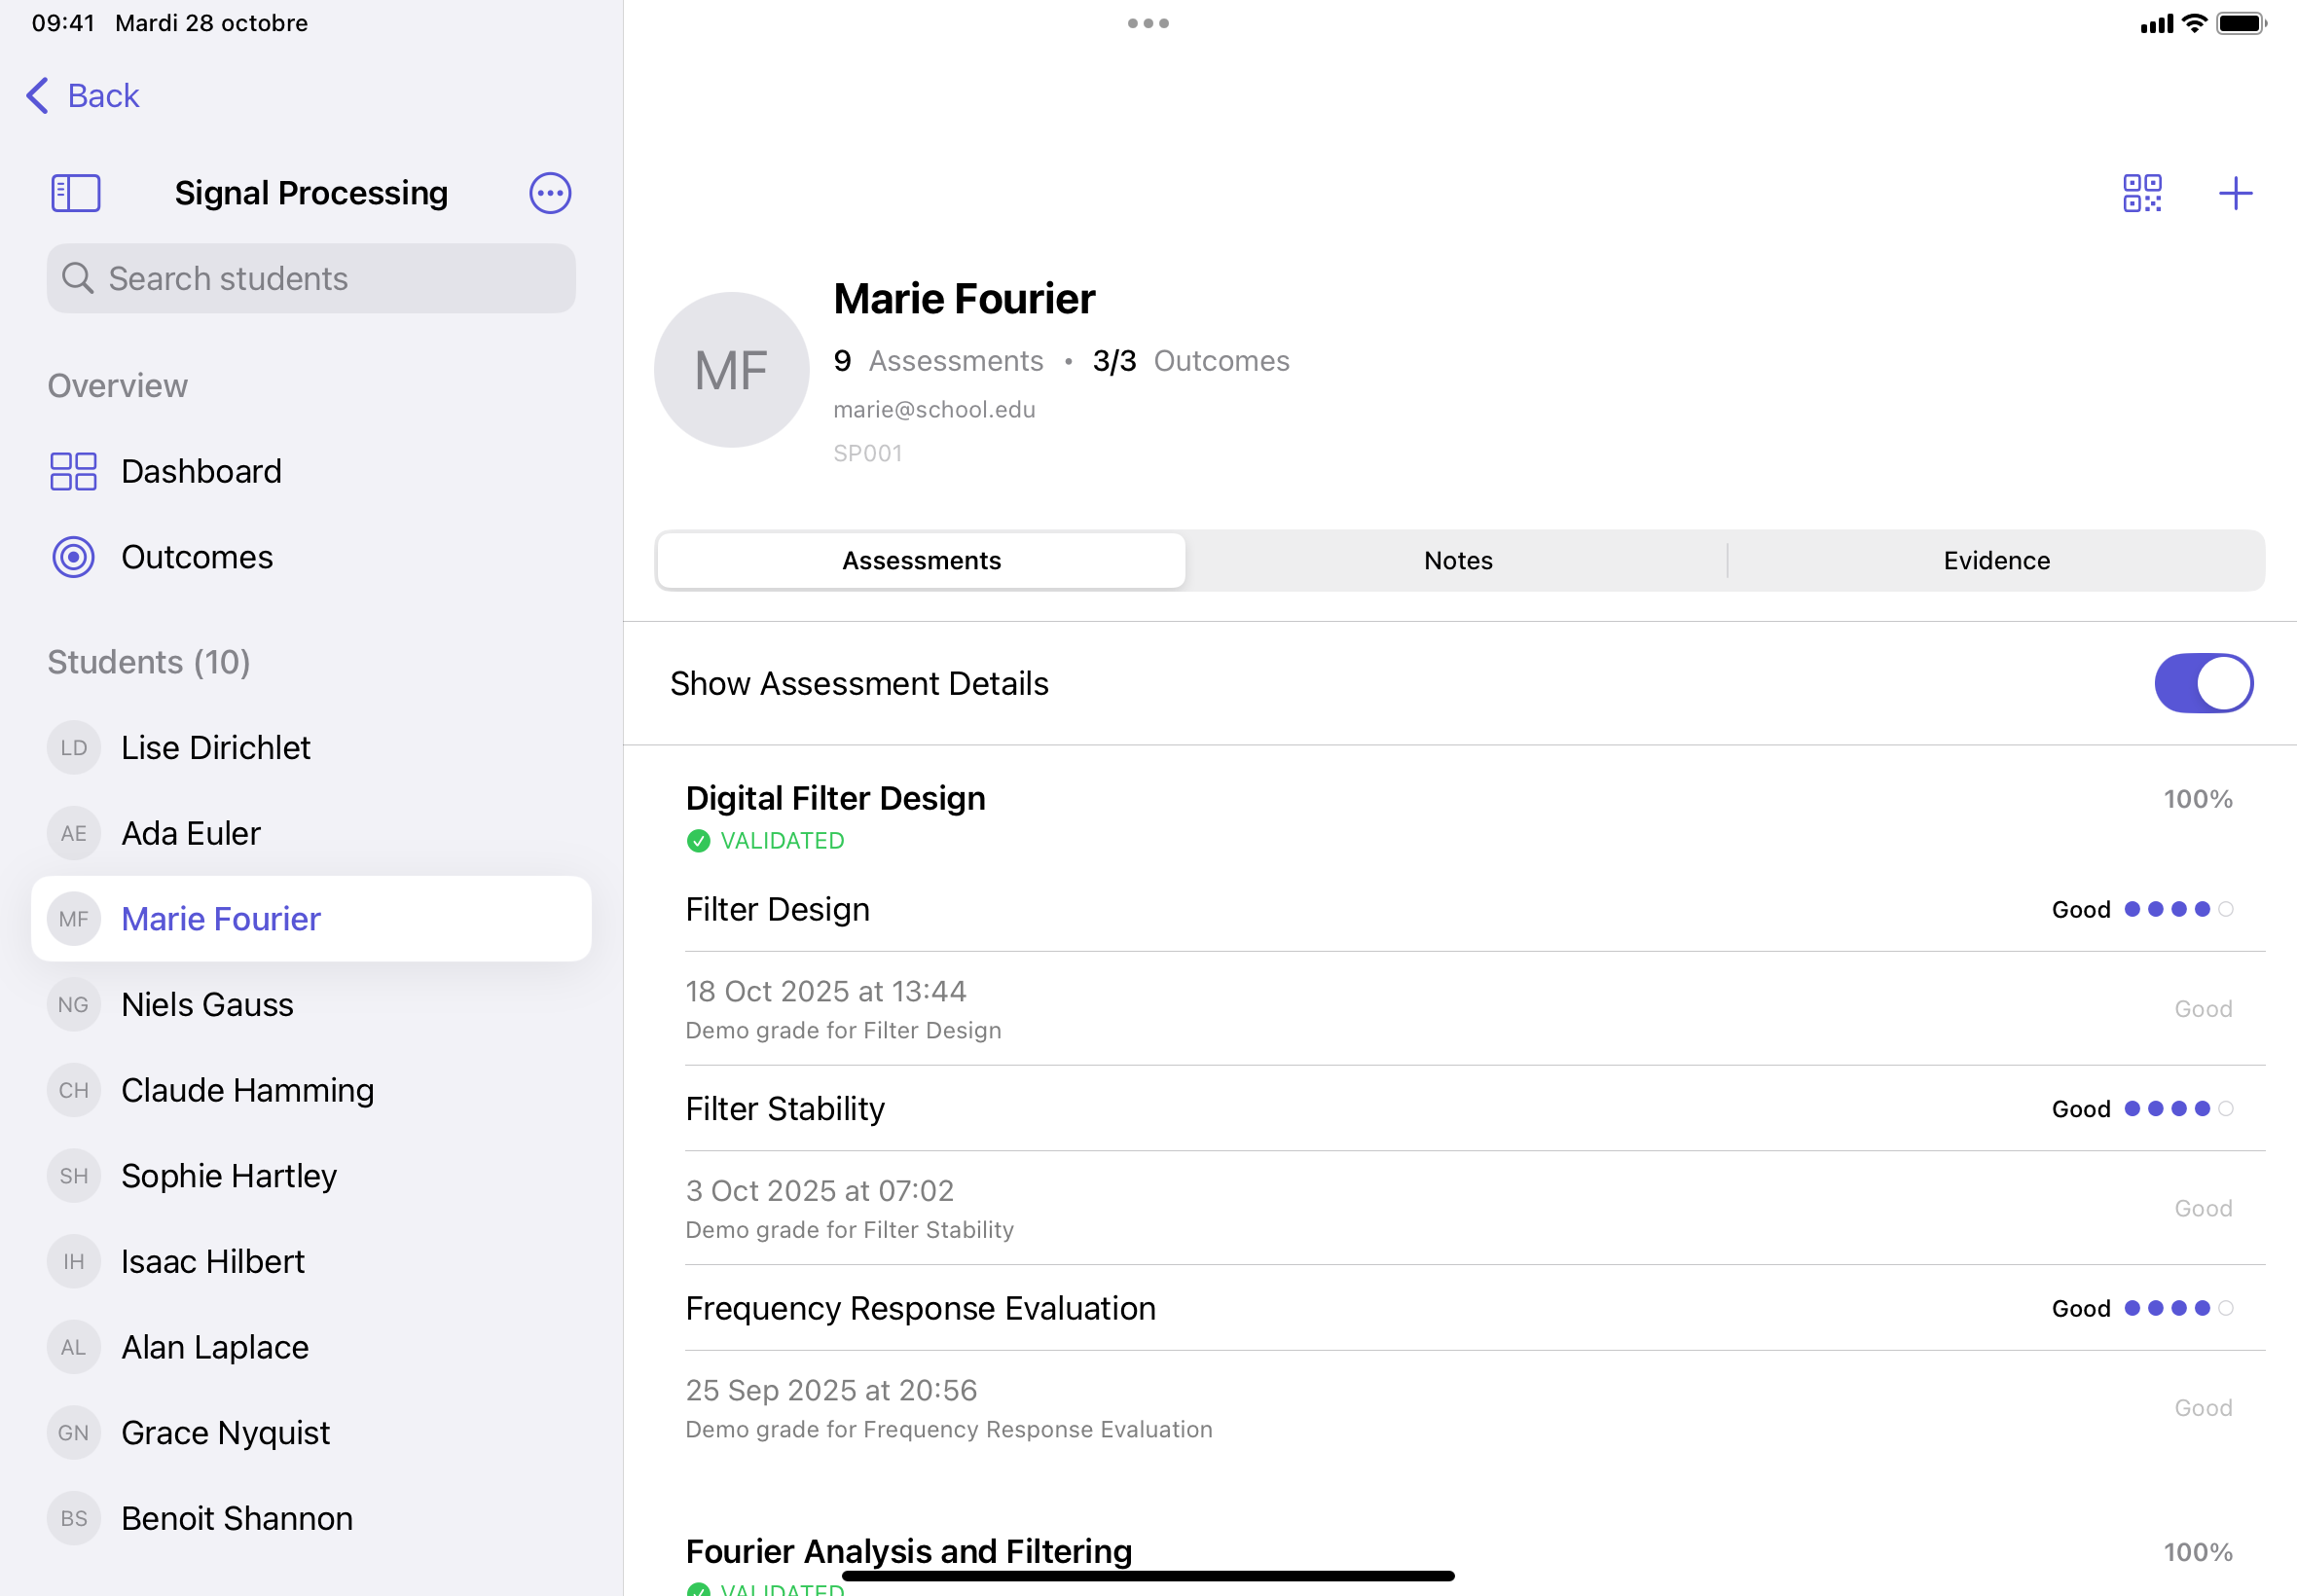 09:41 Mardi 28 octobre
Back
Signal Processing
Search students
Overview
Dashboard
Outcomes
Students (10)
LD Lise Dirichlet
AE Ada Euler
MF Marie Fourier
NG Niels Gauss
CH Claude Hamming
SH Sophie Hartley
IH Isaac Hilbert
AL Alan Laplace
GN Grace Nyquist
BS Benoit Shannon
MF
Marie Fourier
9 Assessments • 3/3 Outcomes
marie@school.edu
SP001
Assessments Notes Evidence
Show Assessment Details
Digital Filter Design 100%
VALIDATED
Filter Design Good
18 Oct 2025 at 13:44
Good
Demo grade for Filter Design
Filter Stability Good
3 Oct 2025 at 07:02
Good
Demo grade for Filter Stability
Frequency Response Evaluation Good
25 Sep 2025 at 20:56
Good
Demo grade for Frequency Response Evaluation
Fourier Analysis and Filtering 100%
VALIDATED